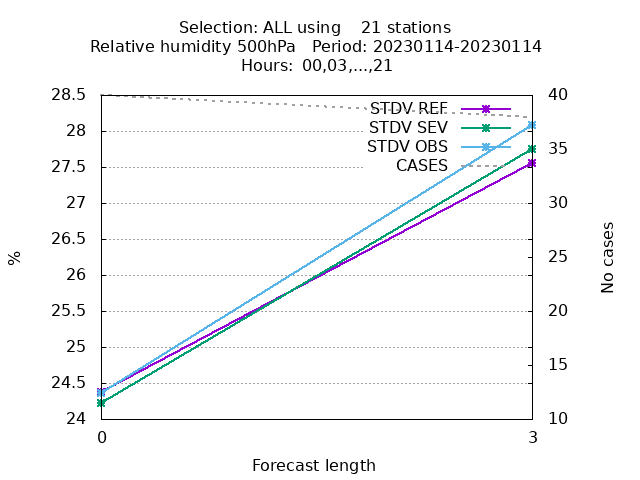 Selection: ALL using    21 stations
Relative humidity 500hPa   Period: 20230114-20230114
Hours:  00,03,...,21
STDV REF
STDV SEV
STDV OBS
CASES
28.5
28
27.5
27
26.5
26
25.5
25
24.5
24
40
35
30
25
20
15
10
%
No cases
0
3
Forecast length